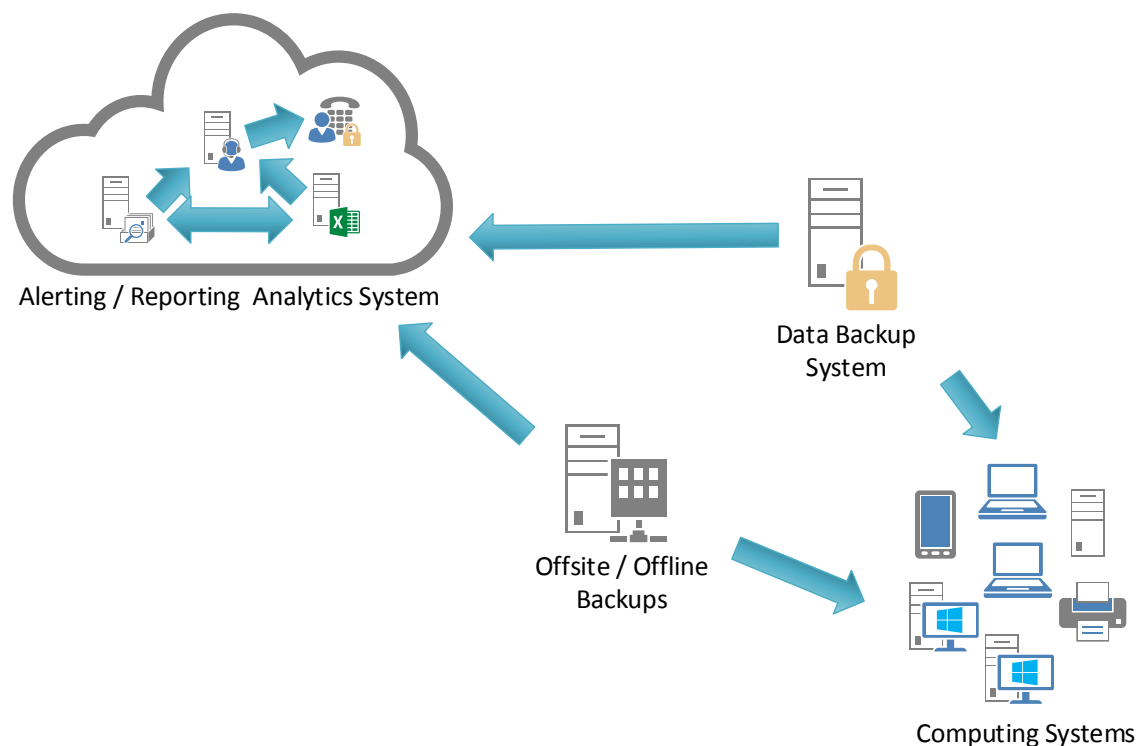 Alerting / Reporting  Analytics System
Data Backup
System
Offsite / Offline
Backups
Computing Systems